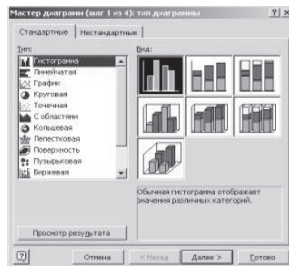 Мастер диаграмм (шаг 1 из 4): тип диаграммы
Стандартные
Нестандартные
Тип:
Гистограмма
Линейчатая
График
Круговая
Точечная
С областями
Кольцевая
Лепестковая
Поверхность
Пузырьковая
Биржевая
Вид:
Обычная гистограмма отображает
значения различных категорий.
Просмотр результата
Отмена
< Назад
Далее >
Готово